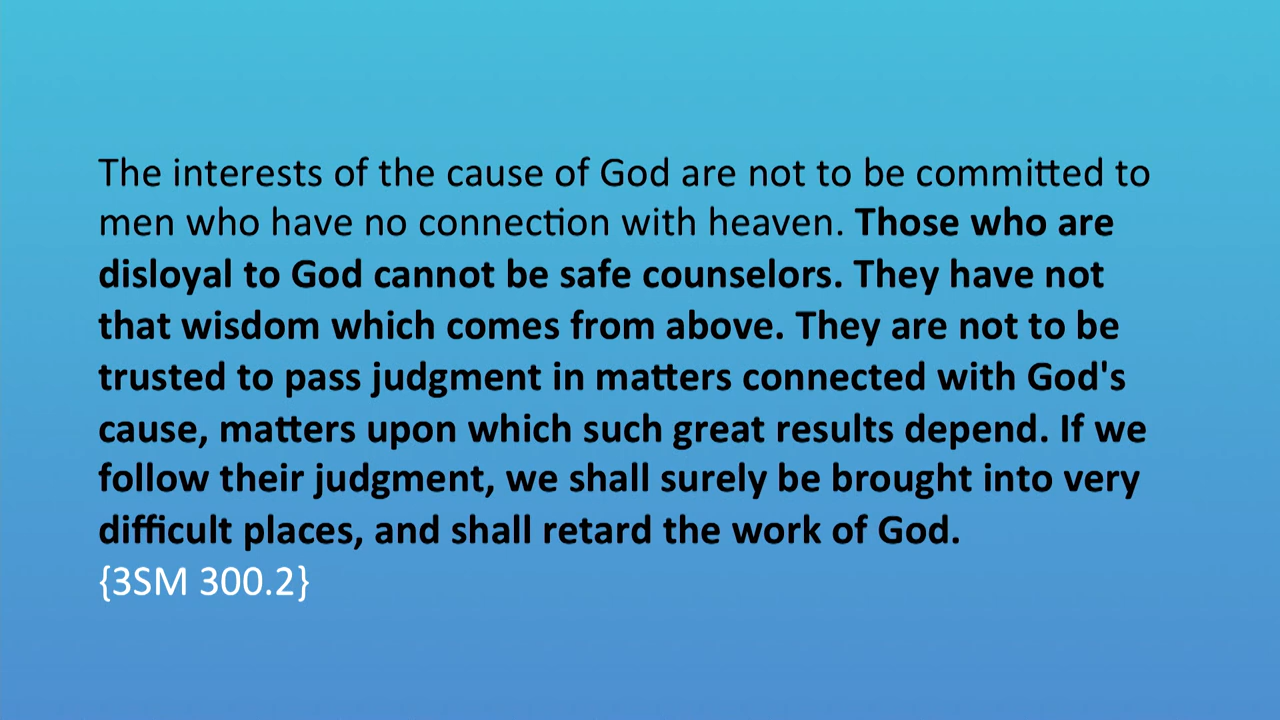 The interests of the cause of God are not to be committed to
men who have no connection with heaven. Those who are
disloyal to God cannot be safe counselors. They have not
that wisdom which comes from above. They are not to be
trusted to pass judgment in matters connected with God's
cause, matters upon which such great results depend. If we
follow their judgment, we shall surely be brought into very
difficult places, and shall retard the work of God.
{3SM 300.2}